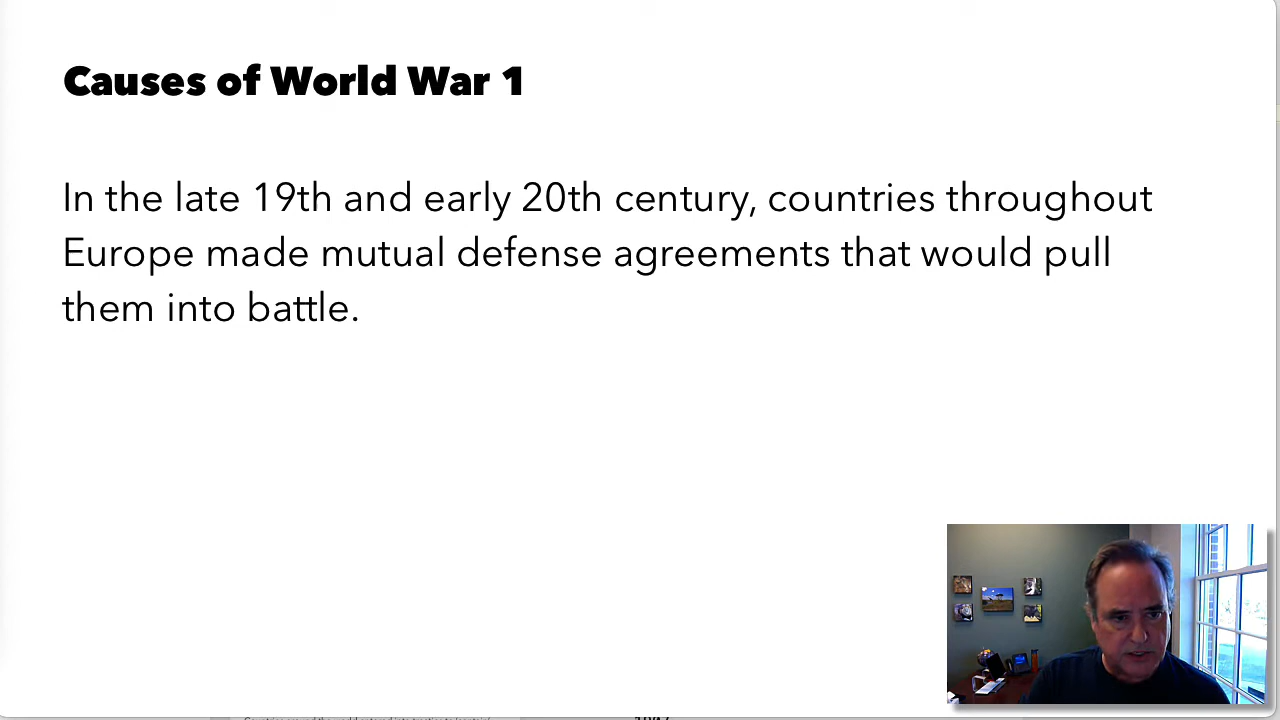 Causes of World War 1
In the late 19th and early 20th century, countries throughout
Europe made mutual defense agreements that would pull
them into battle.